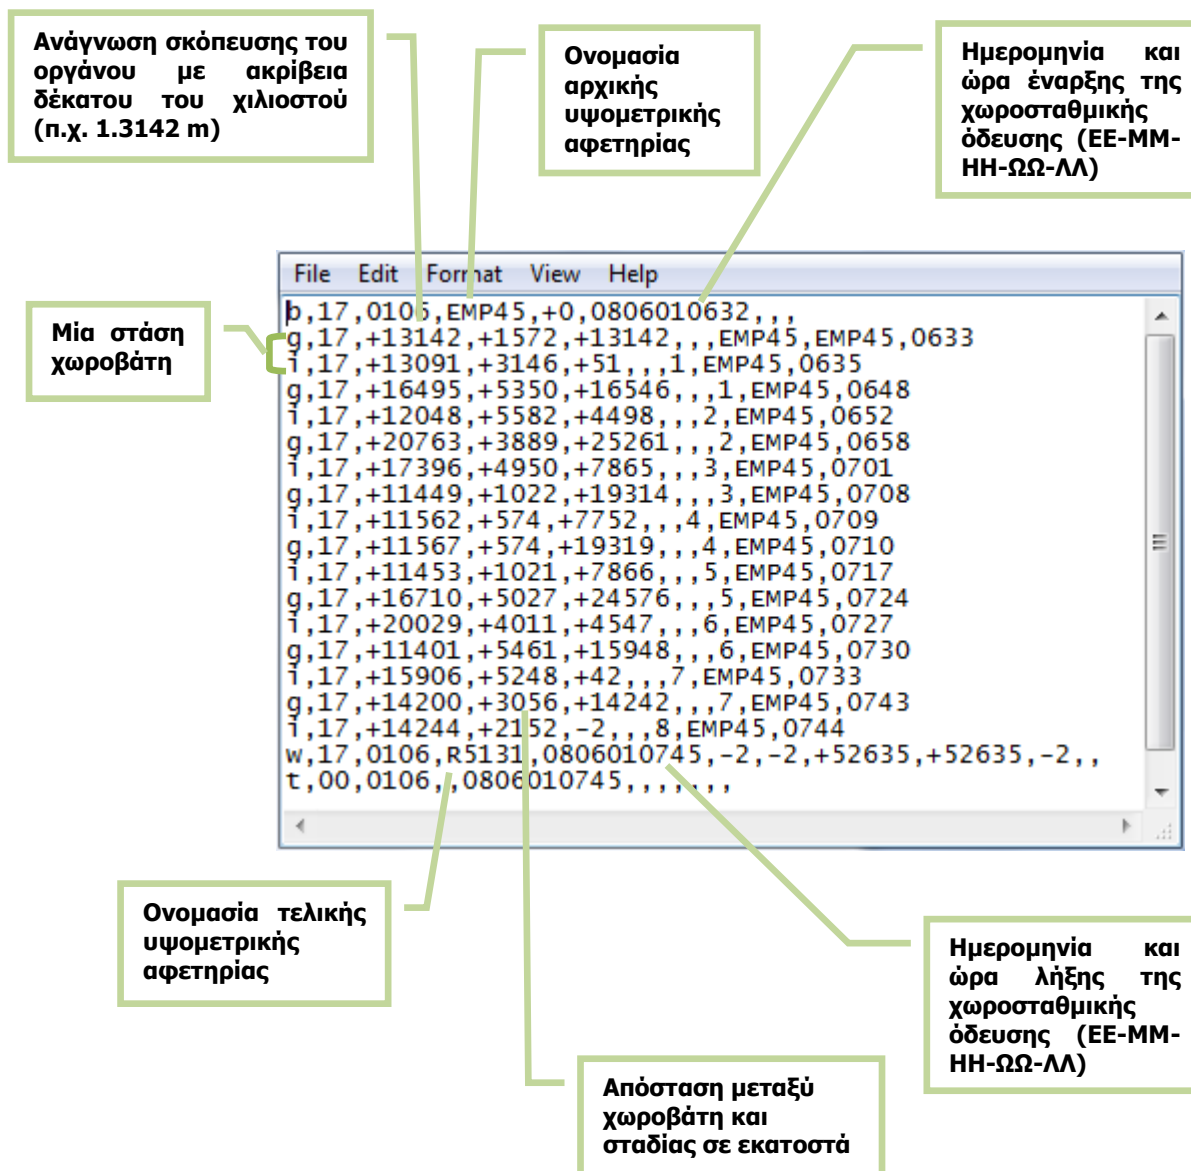 Ανάγνωση σκόπευσης του
οργάνου με ακρίβεια
δέκατου του χιλιοστού
(π.χ. 1.3142 m)
Ονομασία
αρχικής
υψομετρικής
αφετηρίας
Ημερομηνία και
ώρα έναρξης της
χωροσταθμικής
όδευσης (ΕΕ-ΜΜ-
ΗΗ-ΩΩ-ΛΛ)
Μία στάση
χωροβάτη
File Edit Format View Help
b,17,0106,EMP45,+0,0806010632,,,
g,17,+13142,+1572,+13142,,,EMP45,EMP45,0633
i,17,+13091,+3146,+51,,,1,EMP45,0635
g,17,+16495,+5350,+16546,,,1,EMP45,0648
i,17,+12048,+5582,+4498,,,2,EMP45,0652
g,17,+20763,+3889,+25261,,,2,EMP45,0658
i,17,+17396,+4950,+7865,,,3,EMP45,0701
g,17,+11449,+1022,+19314,,,3,EMP45,0708
i,17,+11562,+574,+7752,,,4,EMP45,0709
g,17,+11567,+574,+19319,,,4,EMP45,0710
i,17,+11453,+1021,+7866,,,5,EMP45,0717
g,17,+16710,+5027,+24576,,,5,EMP45,0724
i,17,+20029,+4011,+4547,,,6,EMP45,0727
g,17,+11401,+5461,+15948,,,6,EMP45,0730
i,17,+15906,+5248,+42,,,7,EMP45,0733
g,17,+14200,+3056,+14242,,,7,EMP45,0743
i,17,+14244,+2152,-2,,,8,EMP45,0744
w,17,0106,R5131,0806010745,-2,-2,+52635,+52635,-2,,
t,00,0106,,0806010745,,,,,,,
Ονομασία τελικής
υψομετρικής
αφετηρίας
Ημερομηνία και
ώρα λήξης της
χωροσταθμικής
όδευσης (ΕΕ-ΜΜ-
ΗΗ-ΩΩ-ΛΛ)
Απόσταση μεταξύ
χωροβάτη και
σταδίας σε εκατοστά